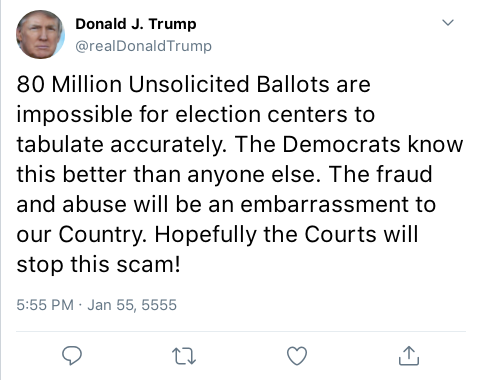 Donald J. Trump
@realDonaldTrump
80 Million Unsolicited Ballots are
impossible for election centers to
tabulate accurately. The Democrats know
this better than anyone else. The fraud
and abuse will be an embarrassment to
our Country. Hopefully the Courts will
stop this scam!
5:55 PM · Jan 55, 5555